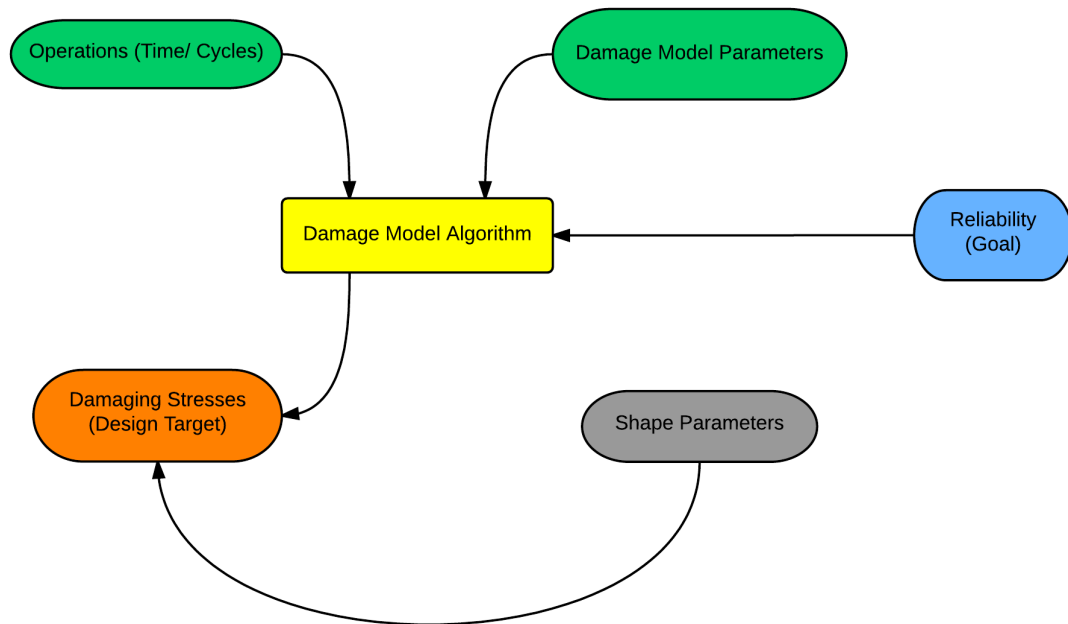 Operations (Time/ Cycles)
Damage Model Parameters
Damage Model Algorithm
Reliability
(Goal)
Damaging Stresses
(Design Target)
Shape Parameters